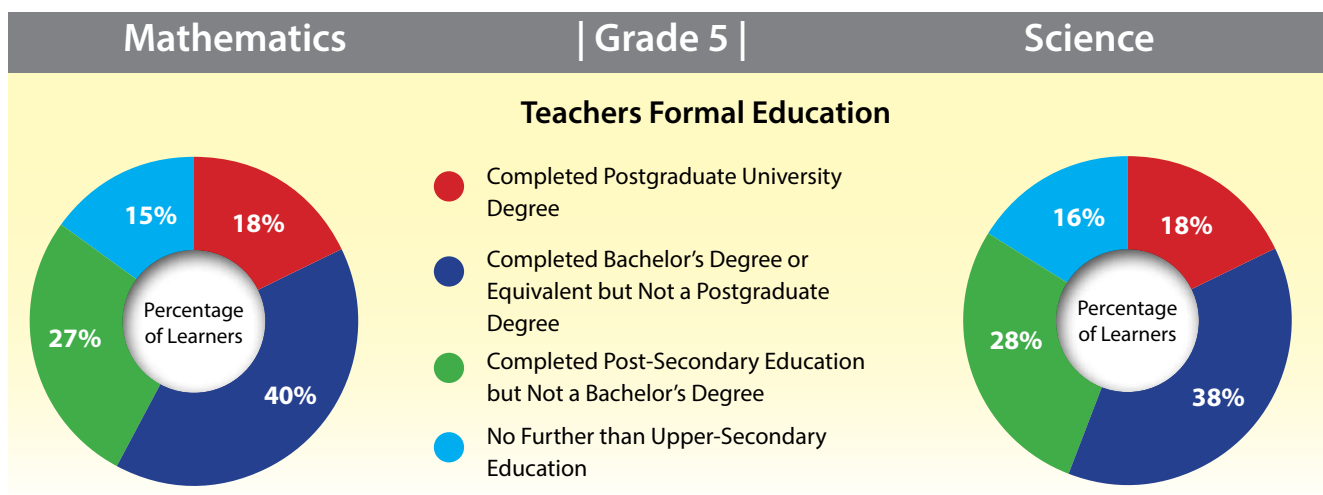 Mathematics | Grade 5 | Science
Teachers Formal Education
15%
18%
27%
40%
Percentage
of Learners
Completed Postgraduate University
Degree
Completed Bachelor's Degree or
Equivalent but Not a Postgraduate
Degree
Completed Post-Secondary Education
but Not a Bachelor's Degree
No Further than Upper-Secondary
Education
16%
18%
28%
38%
Percentage
of Learners